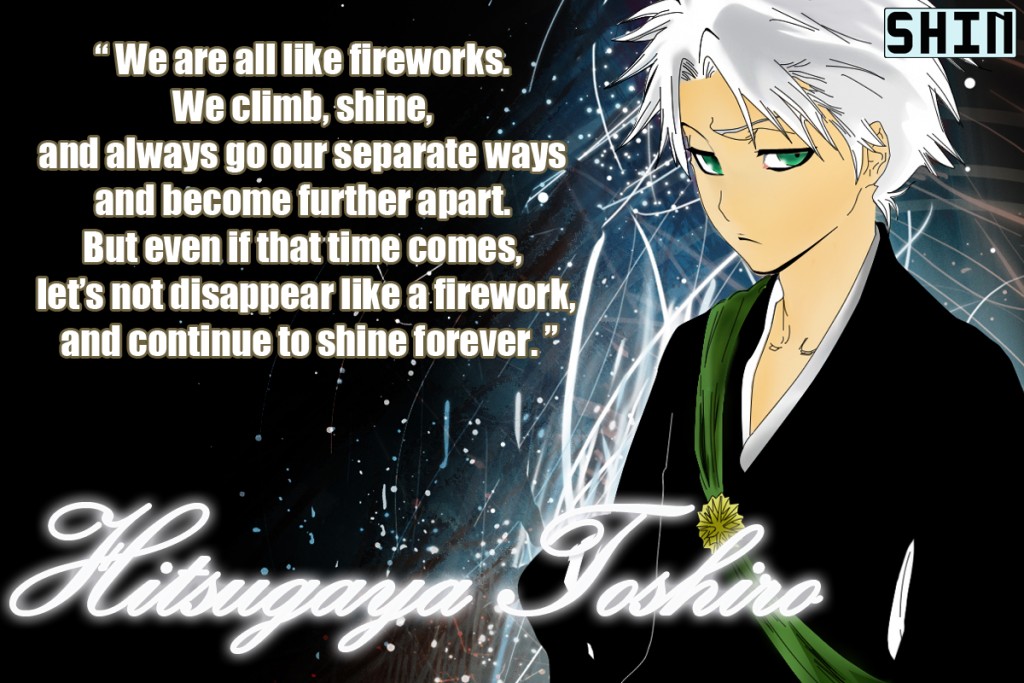 SHIN
“ We are all like fireworks.
We climb, shine,
and always go our separate ways
and become further apart.
But even if that time comes,
let’s not disappear like a firework,
and continue to shine forever. ”
Hitsugaya Toshiro